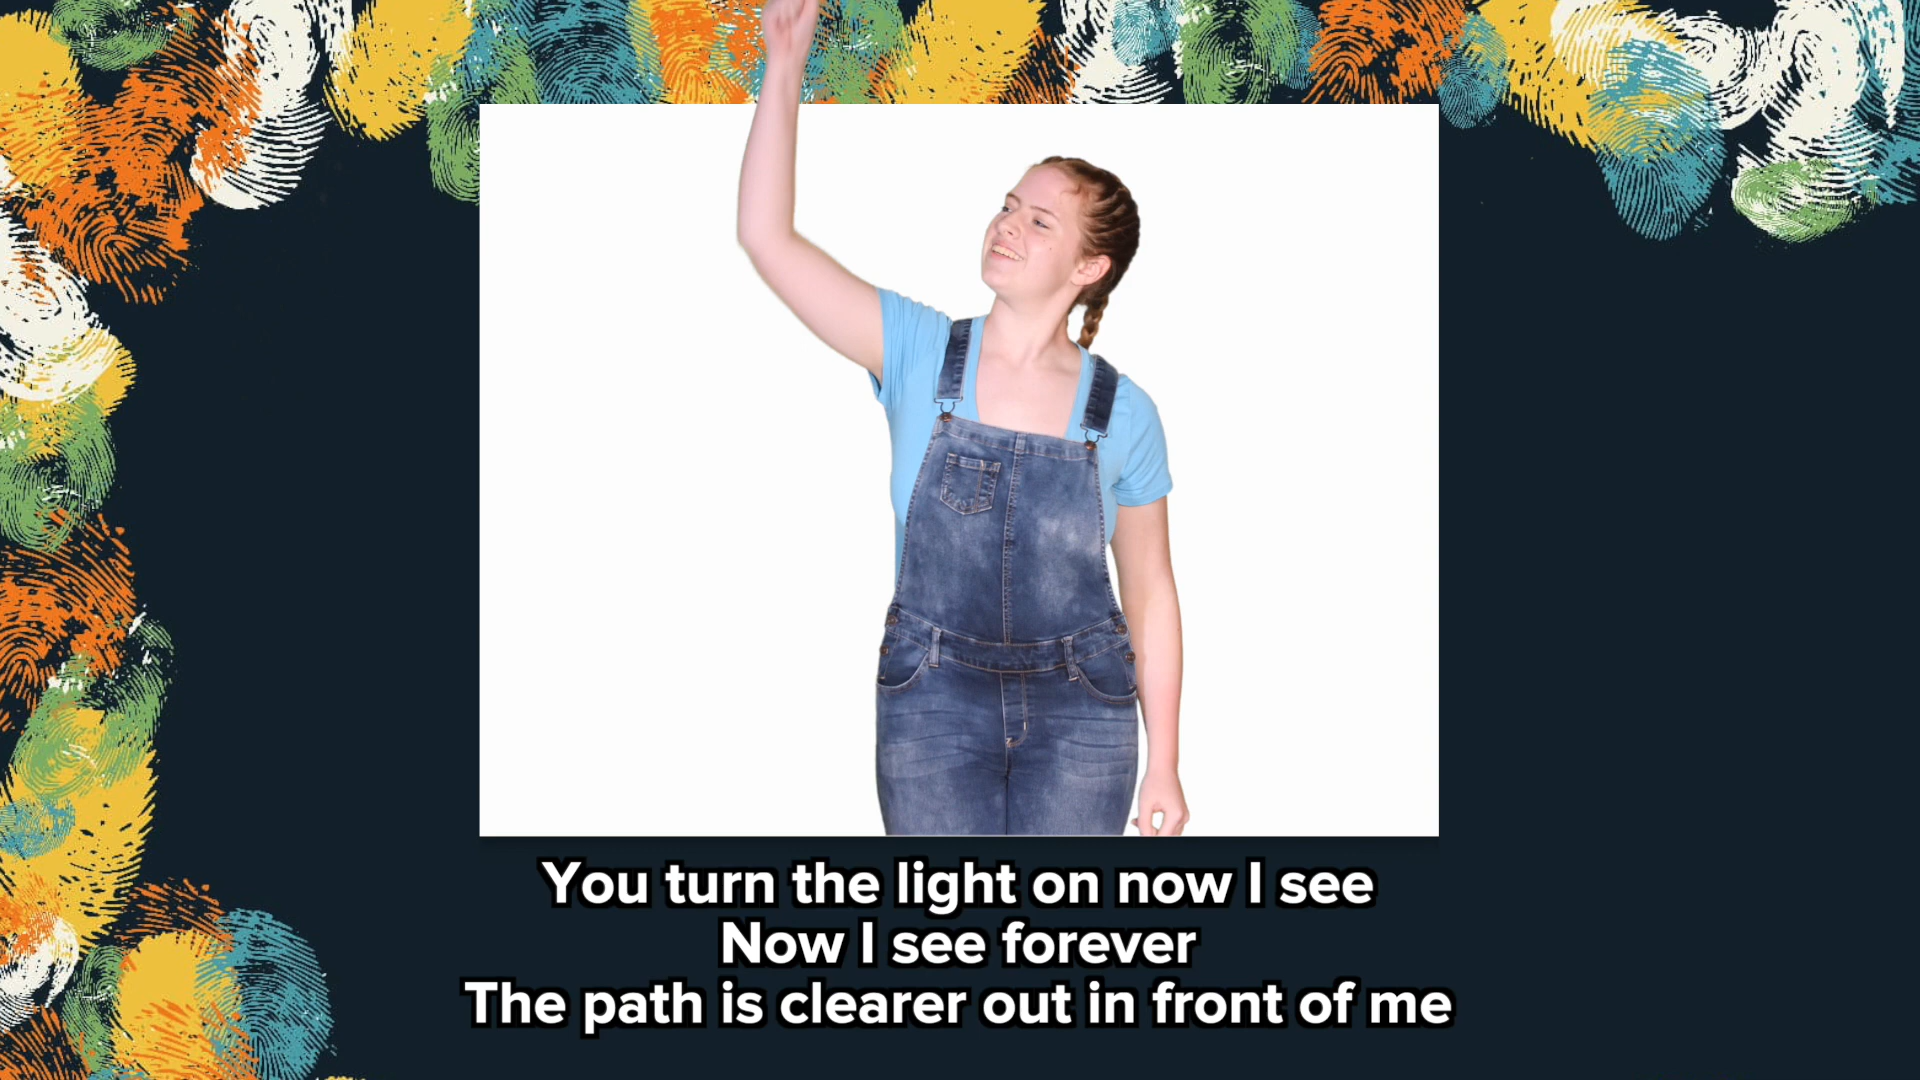 You turn the light on now I see
Now I see forever
The path is clearer out in front of me